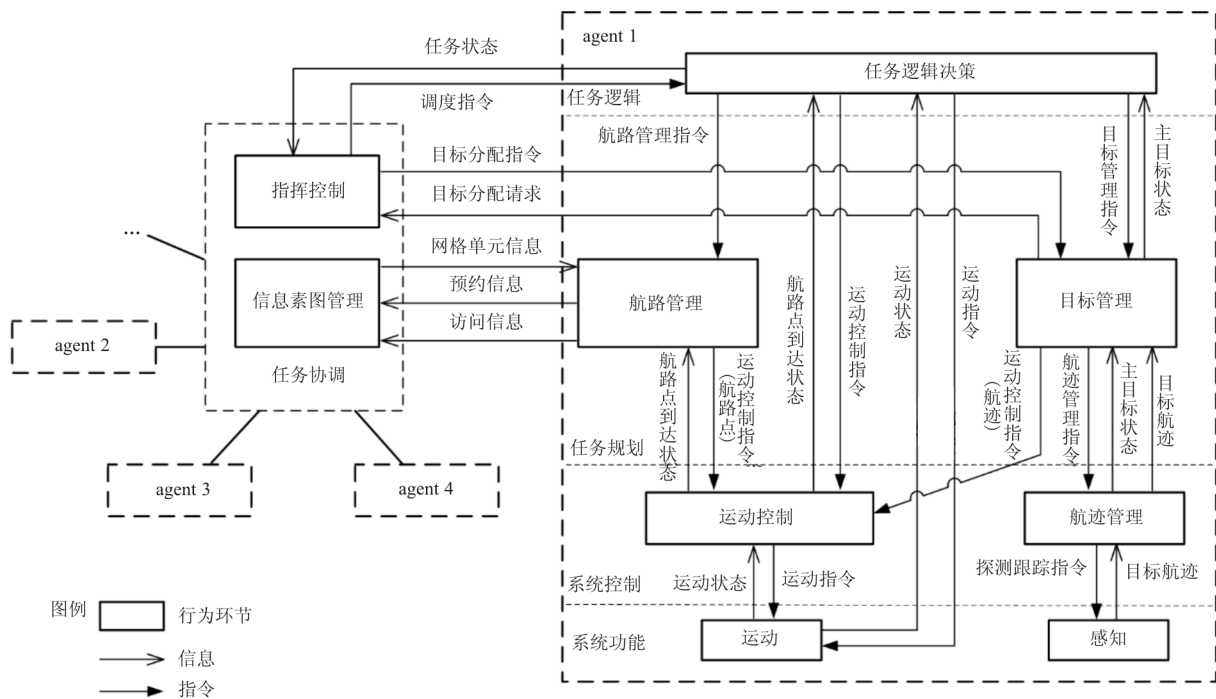 agent 1
任务状态
任务逻辑决策
调度指令
任务逻辑
航路管理指令
目标分配指令
指挥控制
目标分配请求
目标管理指令
主目标状态
...
网格单元信息
信息素图管理
预约信息
航路管理
航路点到达状态
运动控制指令
运动状态
运动指令
目标管理
访问信息
agent 2
任务协调
航路点到达状态
运动控制指令
(航路点)
运动控制指令
(航迹)
航迹管理指令
主目标状态
目标航迹
任务规划
agent 3
agent 4
运动控制
航迹管理
系统控制
运动状态
运动指令
探测跟踪指令
目标航迹
图例
行为环节
系统功能
运动
感知
信息
指令